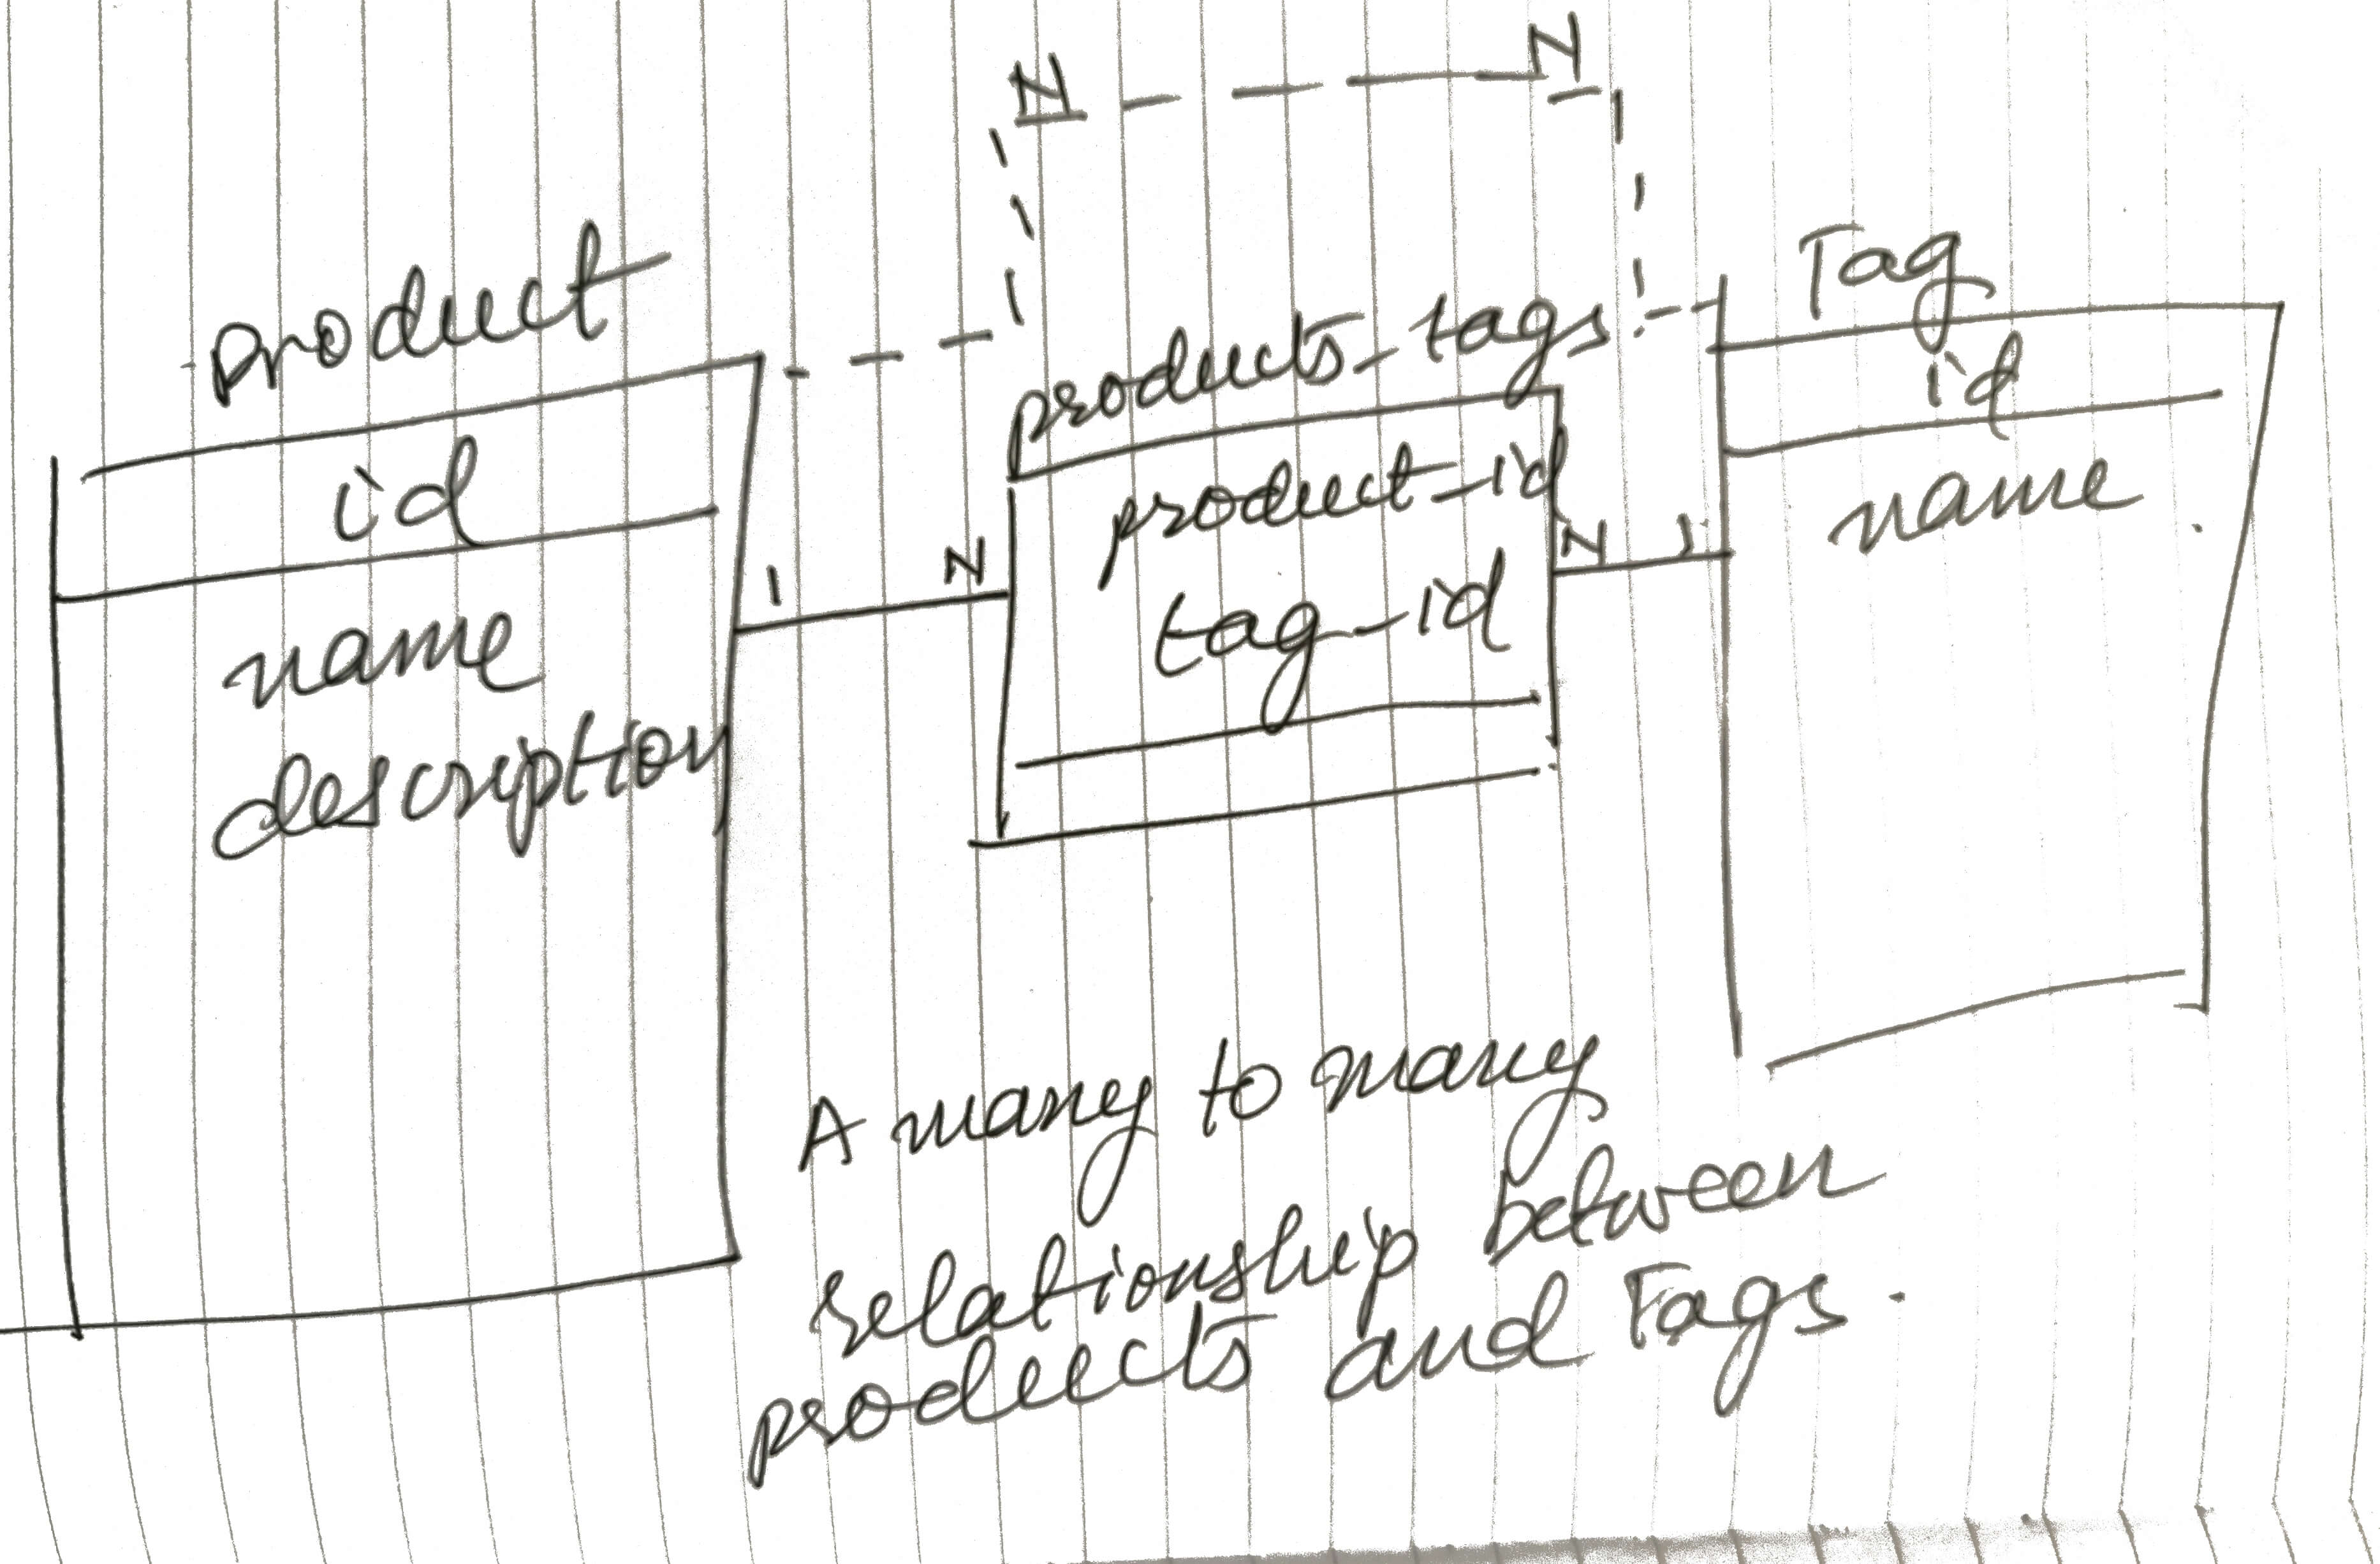 N N
product
id
name
description
1 N
products_tags
product_id
tag_id
N 1
Tag
id
name
A many to many
relationship between
products and Tags.